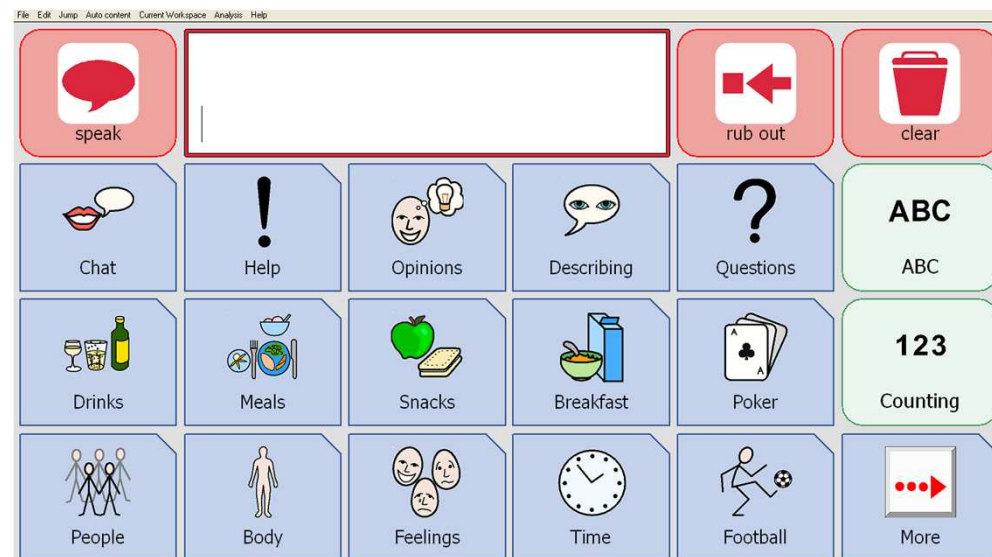 File Edit Jump Auto content Current Workspace Analysis Help
speak rub out clear
! ? ABC
Chat Help Opinions Describing Questions ABC
A A 123
Drinks Meals Snacks Breakfast Poker Counting
People Body Feelings Time Football More